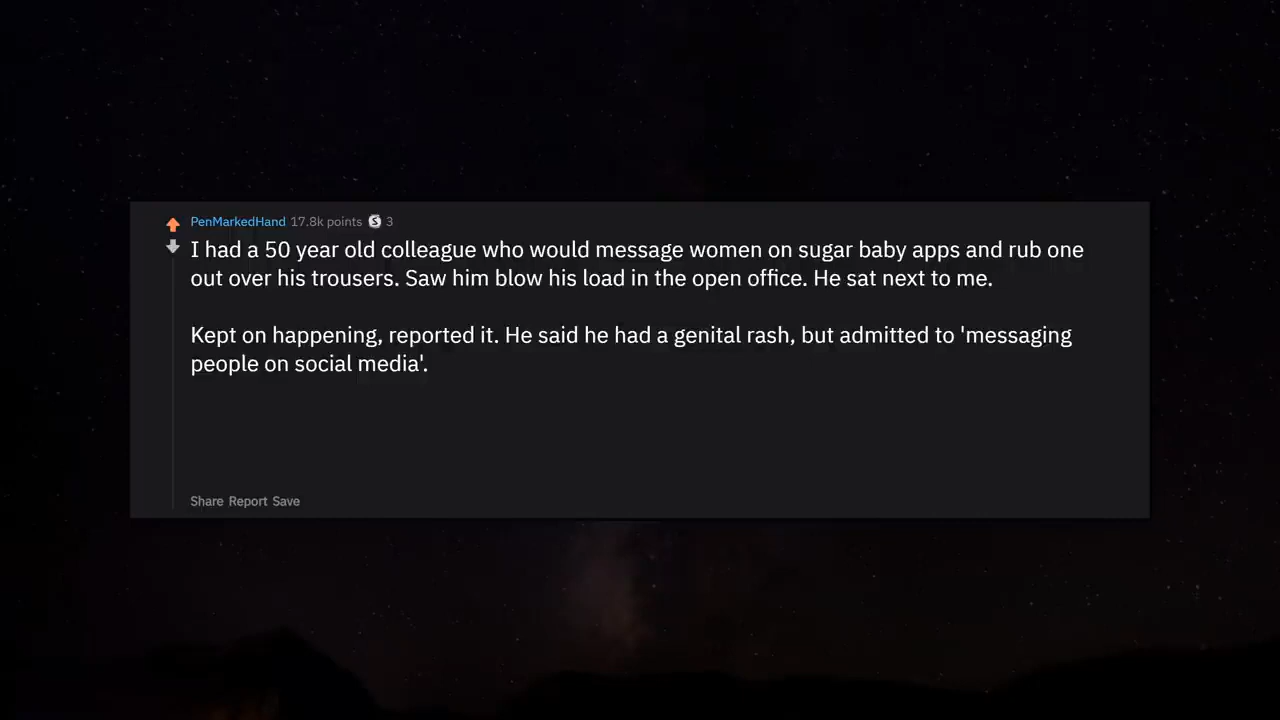 PenMarkedHand 17.8k points S 3
I had a 50 year old colleague who would message women on sugar baby apps and rub one
out over his trousers. Saw him blow his load in the open office. He sat next to me.
Kept on happening, reported it. He said he had a genital rash, but admitted to 'messaging
people on social media'.
Share Report Save